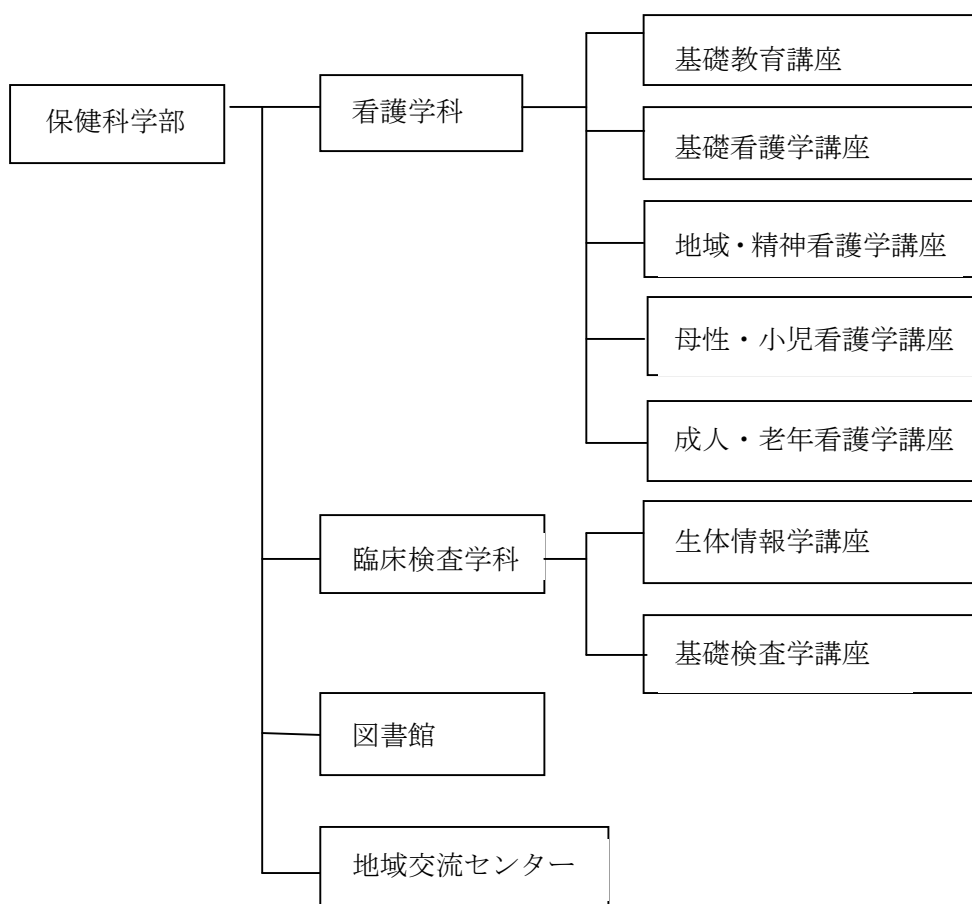 保健科学部
看護学科
基礎教育講座
基礎看護学講座
地域・精神看護学講座
母性・小児看護学講座
成人・老年看護学講座
臨床検査学科
生体情報学講座
基礎検査学講座
図書館
地域交流センター